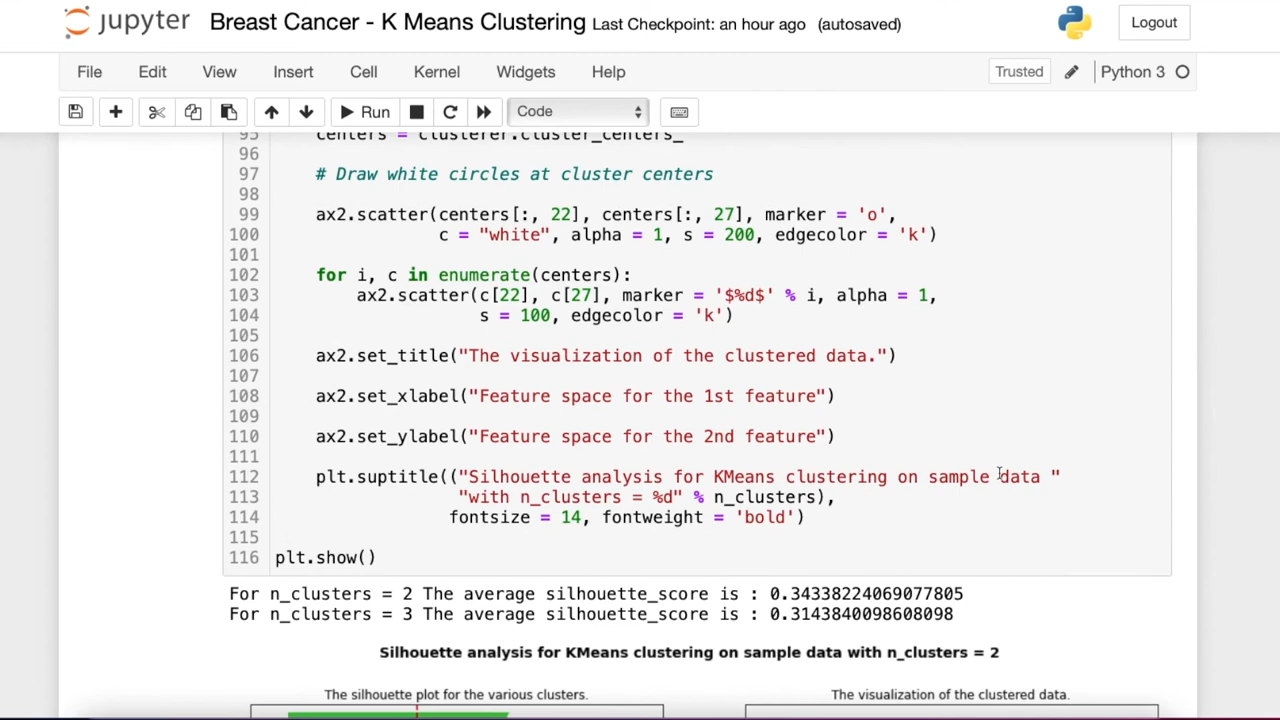 jupyter Breast Cancer - K Means Clustering Last Checkpoint: an hour ago (autosaved) Logout
File Edit View Insert Cell Kernel Widgets Help Trusted Python 3
Run Code
95 centers = clusterer.cluster_centers_
96
97 # Draw white circles at cluster centers
98
99 ax2.scatter(centers[:, 22], centers[:, 27], marker = 'o',
100 c = "white", alpha = 1, s = 200, edgecolor = 'k')
101
102 for i, c in enumerate(centers):
103 ax2.scatter(c[22], c[27], marker = '$%d$' % i, alpha = 1,
104 s = 100, edgecolor = 'k')
105
106 ax2.set_title("The visualization of the clustered data.")
107
108 ax2.set_xlabel("Feature space for the 1st feature")
109
110 ax2.set_ylabel("Feature space for the 2nd feature")
111
112 plt.suptitle(("Silhouette analysis for KMeans clustering on sample data "
113 "with n_clusters = %d" % n_clusters),
114 fontsize = 14, fontweight = 'bold')
115
116 plt.show()
For n_clusters = 2 The average silhouette_score is : 0.34338224069077805
For n_clusters = 3 The average silhouette_score is : 0.3143840098608098
Silhouette analysis for KMeans clustering on sample data with n_clusters = 2
The silhouette plot for the various clusters. The visualization of the clustered data.